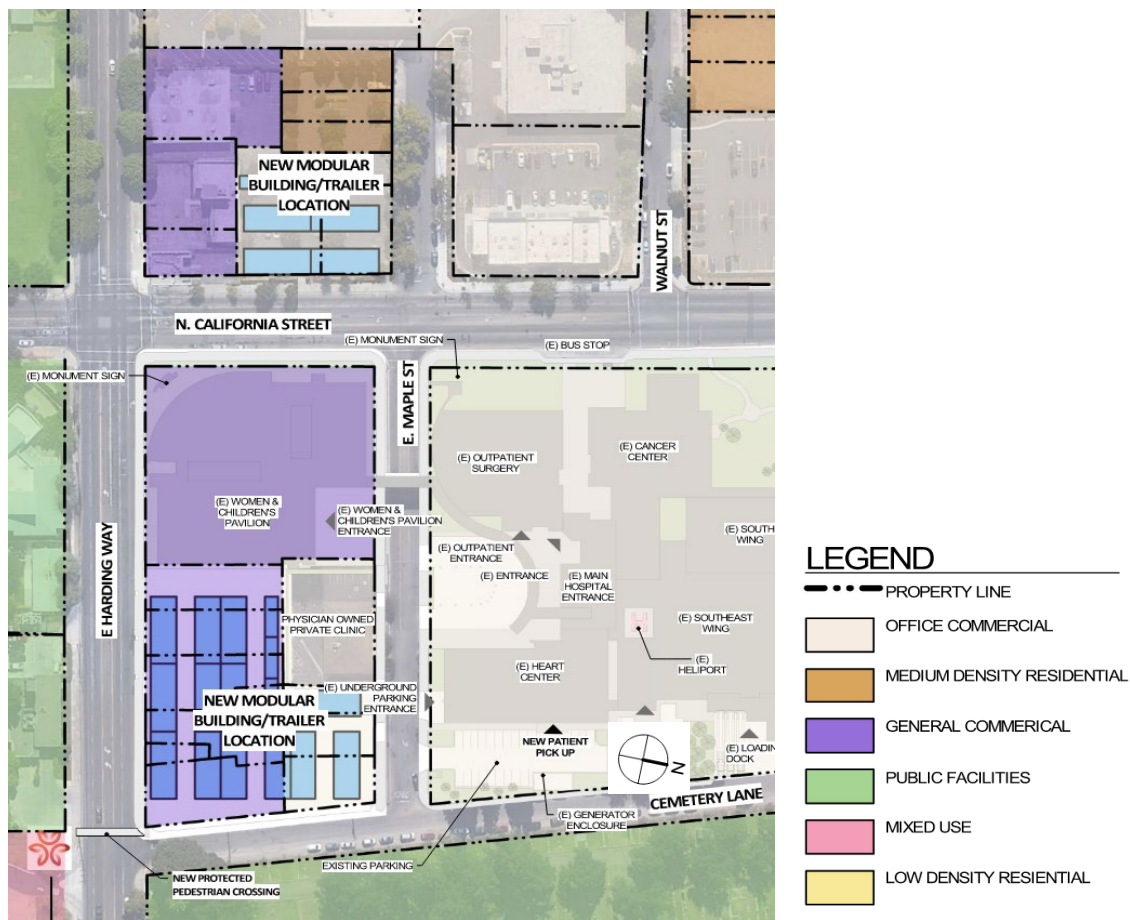 NEW MODULAR
BUILDING/TRAILER
LOCATION
WALNUT ST
N. CALIFORNIA STREET
(E) MONUMENT SIGN
(E) BUS STOP
(E) MONUMENT SIGN
E. MAPLE ST
(E) OUTPATIENT
SURGERY
(E) CANCER
CENTER
(E) WOMEN &
CHILDREN'S
PAVILION
(E) WOMEN &
CHILDREN'S PAVILION
ENTRANCE
(E) SOUTH
WING
(E) OUTPATIENT
ENTRANCE
(E) ENTRANCE
(E) MAIN
HOSPITAL
ENTRANCE
E HARDING WAY
PHYSICIAN OWNED
PRIVATE CLINIC
(E) SOUTHEAST
WING
(E)
HELIPORT
(E) HEART
CENTER
(E) UNDERGROUND
PARKING
ENTRANCE
NEW MODULAR
BUILDING/TRAILER
LOCATION
NEW PATIENT
PICK UP
N
(E) LOADIN
DOCK
CEMETERY LANE
(E) GENERATOR
ENCLOSURE
EXISTING PARKING
NEW PROTECTED
PEDESTRIAN CROSSING
LEGEND
PROPERTY LINE
OFFICE COMMERCIAL
MEDIUM DENSITY RESIDENTIAL
GENERAL COMMERICAL
PUBLIC FACILITIES
MIXED USE
LOW DENSITY RESIENTIAL